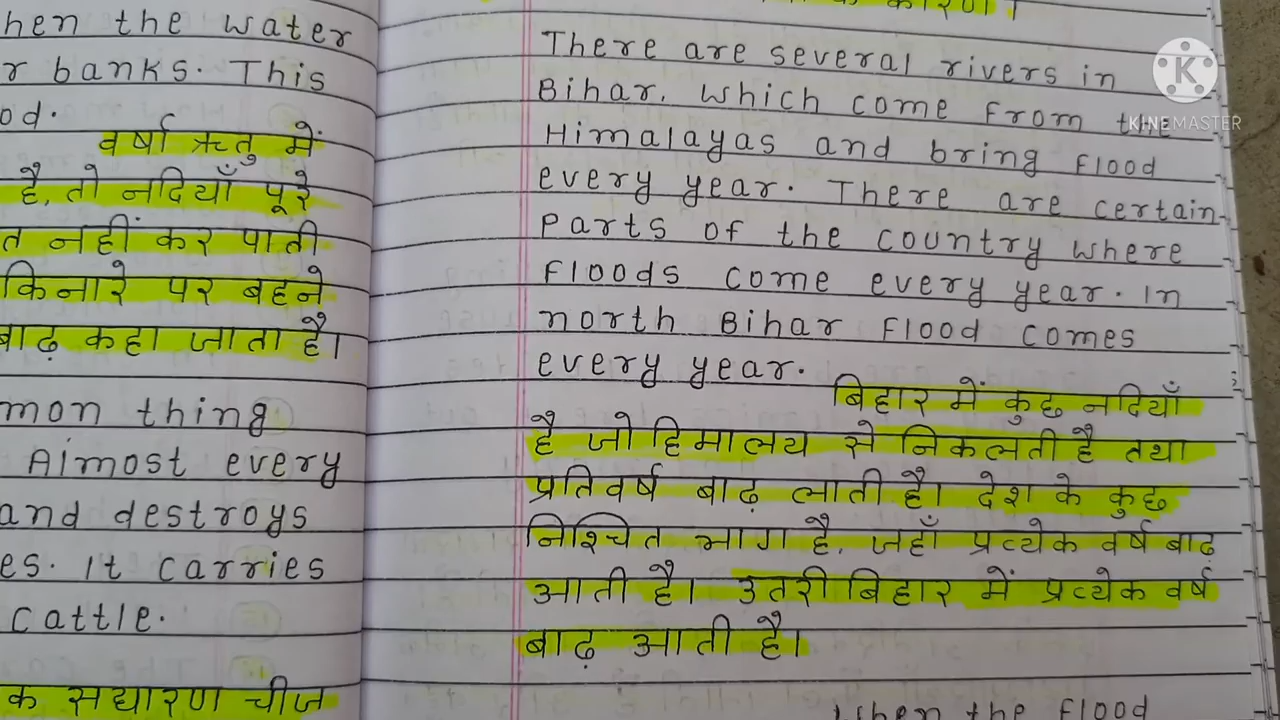 hen the water
r banks. This
od.
वर्षा ऋतु में
है, तो नदियाँ पूरे
त नहीं कर पाती
किनारे पर बहने
बाढ़ कहा जाता है।
mon thing
Almost every
and destroys
es. It carries
cattle.
क सधारण चीज
कारण।
There are several rivers in
Bihar, which come from the
Himalayas and bring flood
every year. There are certain
parts of the country where
floods come every year. In
north Bihar flood comes
every year.
बिहार में कुछ नदियाँ
है जो हिमालय से निकलती है तथा
प्रतिवर्ष बाढ़ लाती है। देश के कुछ
निश्चित भाग है, जहाँ प्रत्येक वर्ष बाढ
आती है। उतरी बिहार में प्रत्येक वर्ष
बाढ़ आती है।
When the flood
K
KINEMASTER